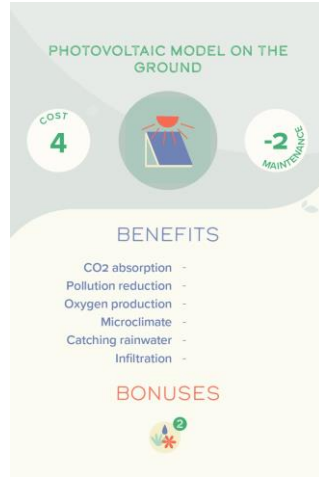 PHOTOVOLTAIC MODEL ON THE
GROUND
COST
4
-2
MAINTENANCE
BENEFITS
CO2 absorption -
Pollution reduction -
Oxygen production -
Microclimate -
Catching rainwater -
Infiltration -
BONUSES
2